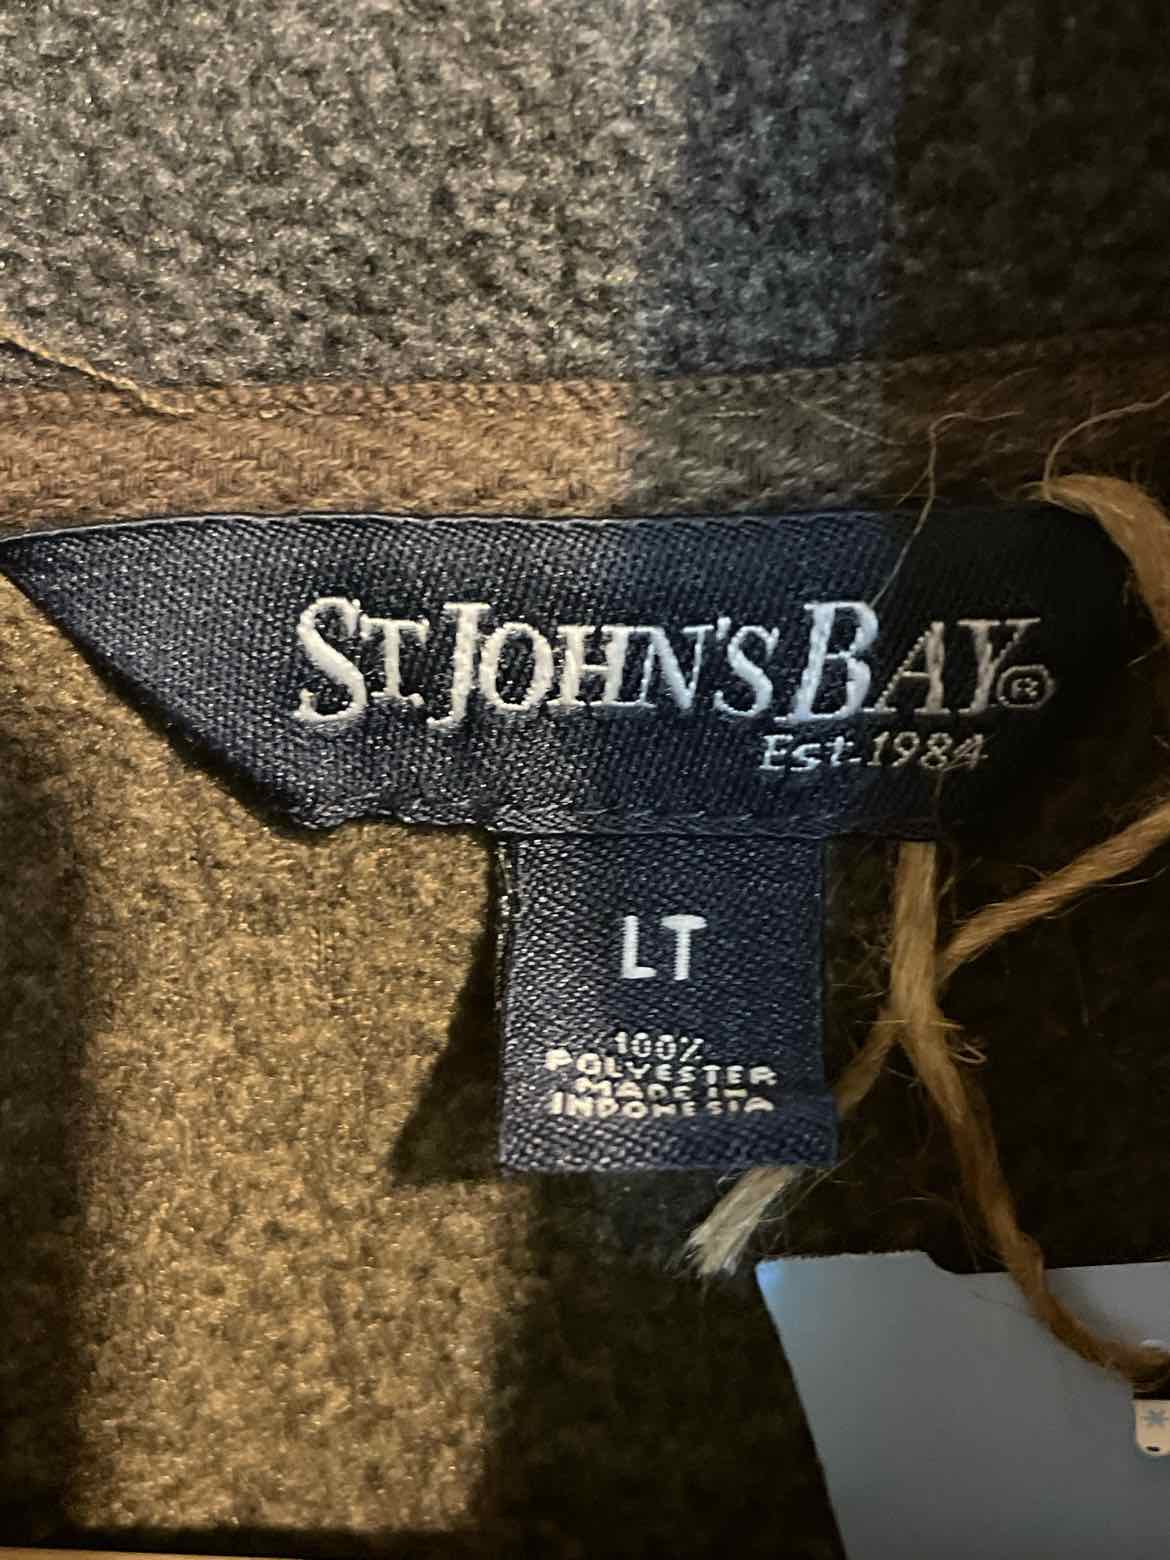 ST. JOHN'S BAY®
Est. 1984
LT
100%
POLYESTER
MADE IN
INDONESIA